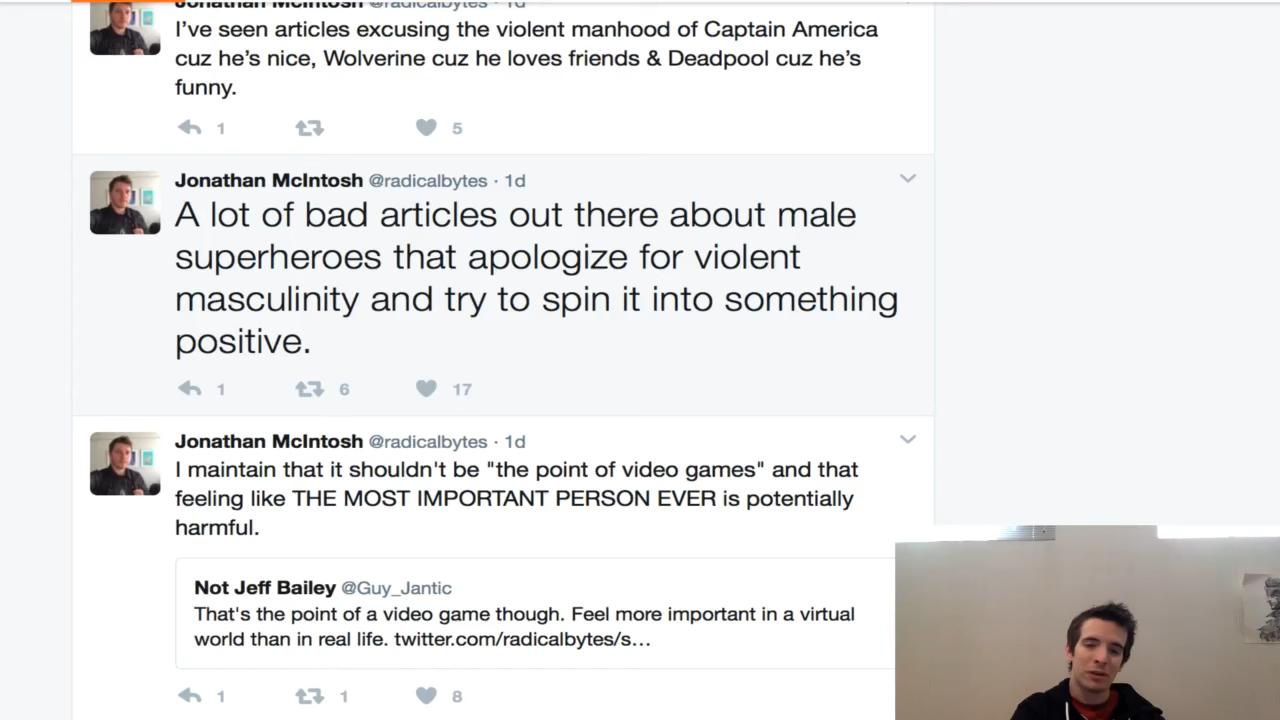 Jonathan McIntosh @radicalbytes · 1d
I've seen articles excusing the violent manhood of Captain America
cuz he's nice, Wolverine cuz he loves friends & Deadpool cuz he's
funny.
1 5
Jonathan McIntosh @radicalbytes · 1d
A lot of bad articles out there about male
superheroes that apologize for violent
masculinity and try to spin it into something
positive.
1 6 17
Jonathan McIntosh @radicalbytes · 1d
I maintain that it shouldn't be "the point of video games" and that
feeling like THE MOST IMPORTANT PERSON EVER is potentially
harmful.
Not Jeff Bailey @Guy_Jantic
That's the point of a video game though. Feel more important in a virtual
world than in real life. twitter.com/radicalbytes/s...
1 1 8